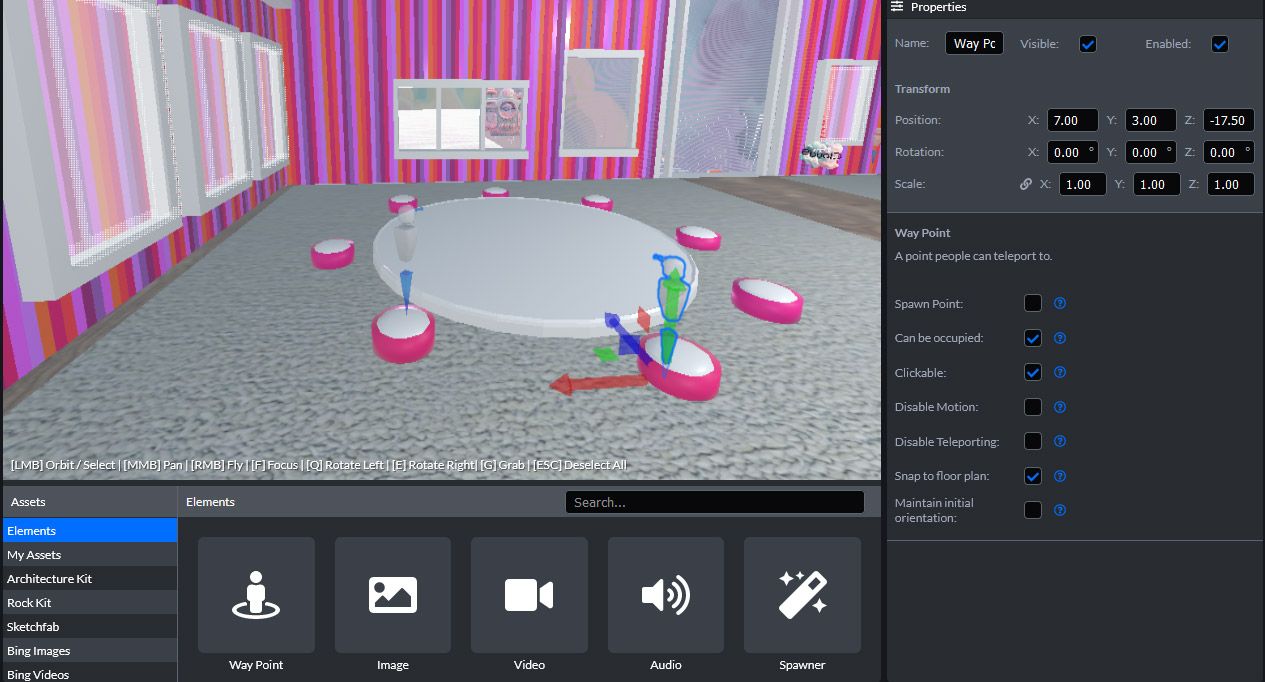 Properties
Name: Way Pc Visible: Enabled:
Transform
Position: X: 7.00 Y: 3.00 Z: -17.50
Rotation: X: 0.00 ° Y: 0.00 ° Z: 0.00 °
Scale: X: 1.00 Y: 1.00 Z: 1.00
Way Point
A point people can teleport to.
Spawn Point:
Can be occupied:
Clickable:
Disable Motion:
Disable Teleporting:
Snap to floor plan:
Maintain initial
orientation:
[LMB] Orbit / Select | [MMB] Pan | [RMB] Fly | [F] Focus | [Q] Rotate Left | [E] Rotate Right| [G] Grab | [ESC] Deselect All
Assets
Elements
My Assets
Architecture Kit
Rock Kit
Sketchfab
Bing Images
Bing Videos
Elements
Search...
Way Point
Image
Video
Audio
Spawner